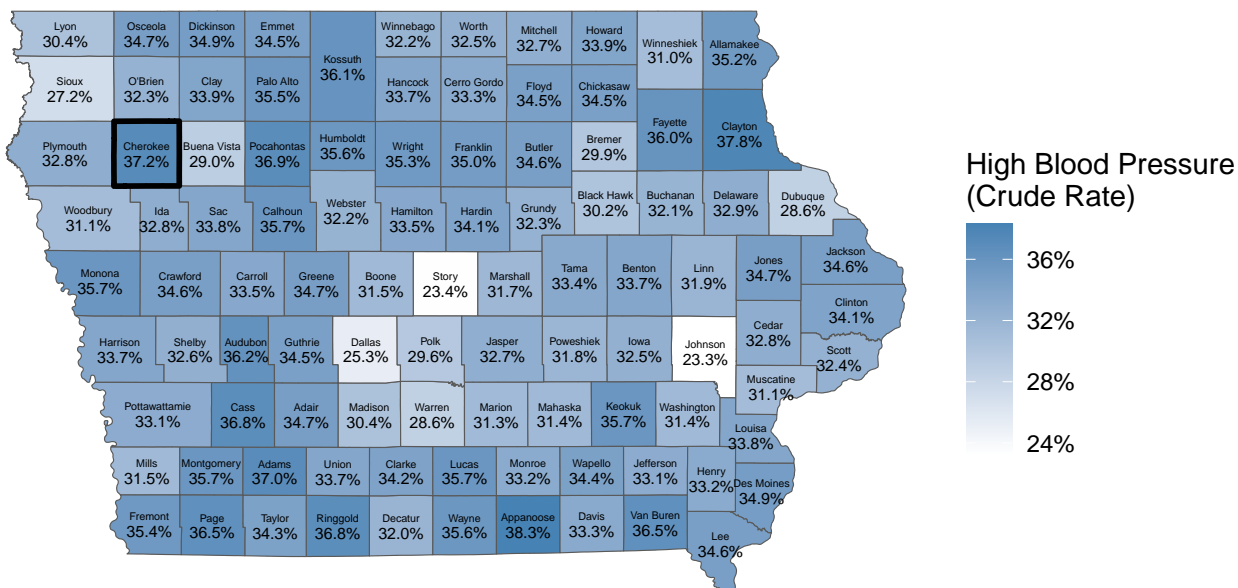 Lyon
30.4%
Osceola
34.7%
Dickinson
34.9%
Emmet
34.5%
Winnebago
32.2%
Worth
32.5%
Mitchell
32.7%
Howard
33.9%
Winneshiek
31.0%
Allamakee
35.2%
Kossuth
36.1%
Sioux
27.2%
O'Brien
32.3%
Clay
33.9%
Palo Alto
35.5%
Hancock
33.7%
Cerro Gordo
33.3%
Floyd
34.5%
Chickasaw
34.5%
Fayette
36.0%
Clayton
37.8%
Plymouth
32.8%
Cherokee
37.2%
Buena Vista
29.0%
Pocahontas
36.9%
Humboldt
35.6%
Wright
35.3%
Franklin
35.0%
Butler
34.6%
Bremer
29.9%
Woodbury
31.1%
Ida
32.8%
Sac
33.8%
Calhoun
35.7%
Webster
32.2%
Hamilton
33.5%
Hardin
34.1%
Grundy
32.3%
Black Hawk
30.2%
Buchanan
32.1%
Delaware
32.9%
Dubuque
28.6%
Monona
35.7%
Crawford
34.6%
Carroll
33.5%
Greene
34.7%
Boone
31.5%
Story
23.4%
Marshall
31.7%
Tama
33.4%
Benton
33.7%
Linn
31.9%
Jones
34.7%
Jackson
34.6%
Clinton
34.1%
Harrison
33.7%
Shelby
32.6%
Audubon
36.2%
Guthrie
34.5%
Dallas
25.3%
Polk
29.6%
Jasper
32.7%
Poweshiek
31.8%
Iowa
32.5%
Johnson
23.3%
Cedar
32.8%
Scott
32.4%
Muscatine
31.1%
Pottawattamie
33.1%
Cass
36.8%
Adair
34.7%
Madison
30.4%
Warren
28.6%
Marion
31.3%
Mahaska
31.4%
Keokuk
35.7%
Washington
31.4%
Louisa
33.8%
Mills
31.5%
Montgomery
35.7%
Adams
37.0%
Union
33.7%
Clarke
34.2%
Lucas
35.7%
Monroe
33.2%
Wapello
34.4%
Jefferson
33.1%
Henry
33.2%
Des Moines
34.9%
Fremont
35.4%
Page
36.5%
Taylor
34.3%
Ringgold
36.8%
Decatur
32.0%
Wayne
35.6%
Appanoose
38.3%
Davis
33.3%
Van Buren
36.5%
Lee
34.6%
High Blood Pressure
(Crude Rate)
36%
32%
28%
24%